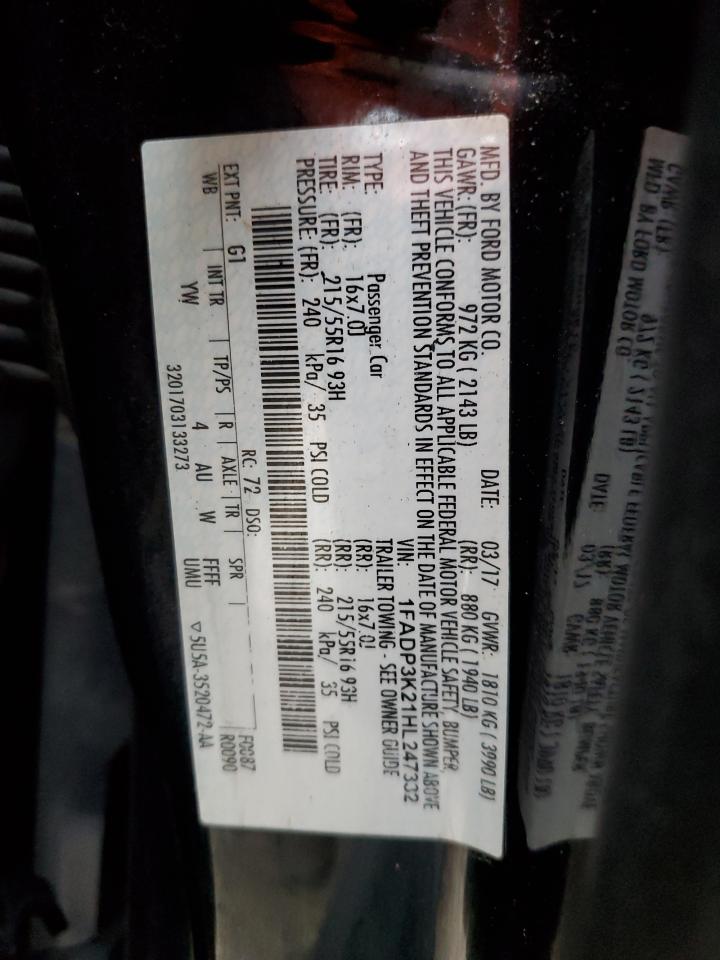 MFD. BY FORD MOTOR CO. DATE: 03/17 GVWR: 1810 KG ( 3990 LB)
GAWR: (FR): 972 KG ( 2143 LB) (RR): 880 KG ( 1940 LB)
THIS VEHICLE CONFORMS TO ALL APPLICABLE FEDERAL MOTOR VEHICLE SAFETY, BUMPER,
AND THEFT PREVENTION STANDARDS IN EFFECT ON THE DATE OF MANUFACTURE SHOWN ABOVE
VIN: 1FADP3K21HL247332
TYPE: Passenger Car TRAILER TOWING - SEE OWNER GUIDE
RIM: (FR): 16x7.0J (RR): 16x7.0J
TIRE: (FR): 215/55R16 93H (RR): 215/55R16 93H
PRESSURE: (FR): 240 kPa/ 35 PSI COLD (RR): 240 kPa/ 35 PSI COLD
RC: 72 DSO: F0087
EXT PNT: G1 R0090
WB | INT TR | TP/PS | R | AXLE | TR | SPR |
YW 4 AU W FFFF UMU
3201703133273 ▽5U5A-3520472-AA